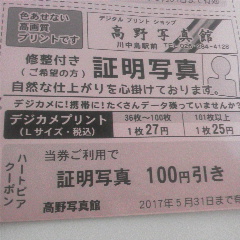 色あせない
高画質
プリントです
デジタル プリント ショップ
高野写真館
川中島駅前
修整付き
(ご希望の方)
証明写真
自然な仕上がりを心掛けております。
デジカメに!携帯に!たくさんデータ残っていませんか?
デジカメプリント
(Lサイズ・税込)
36枚〜100枚
1枚27円
101枚以上
1枚25円
ハートピア
クーポン
当券ご利用で
証明写真 100円引き
高野写真館
2017年5月31日まで有